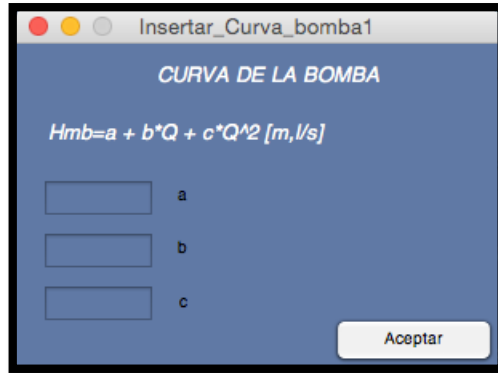 Insertar_Curva_bomba1
CURVA DE LA BOMBA
Hmb=a + b*Q + c*Q^2 [m,l/s]
a
b
c
Aceptar